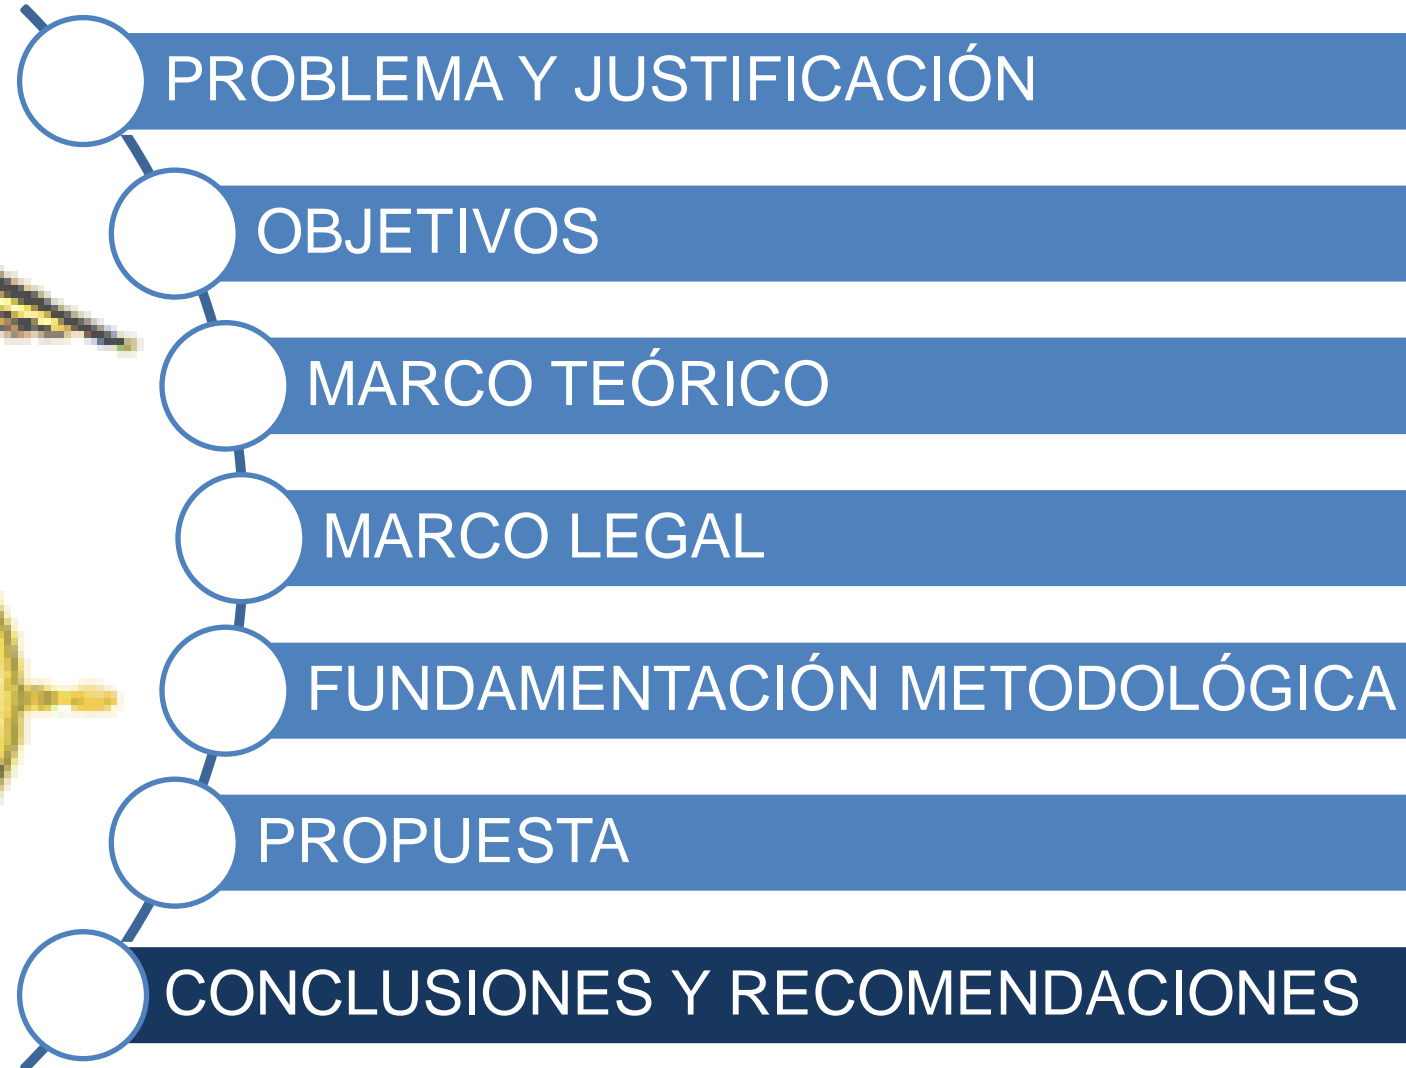 PROBLEMA Y JUSTIFICACIÓN
OBJETIVOS
MARCO TEÓRICO
MARCO LEGAL
FUNDAMENTACIÓN METODOLÓGICA
PROPUESTA
CONCLUSIONES Y RECOMENDACIONES